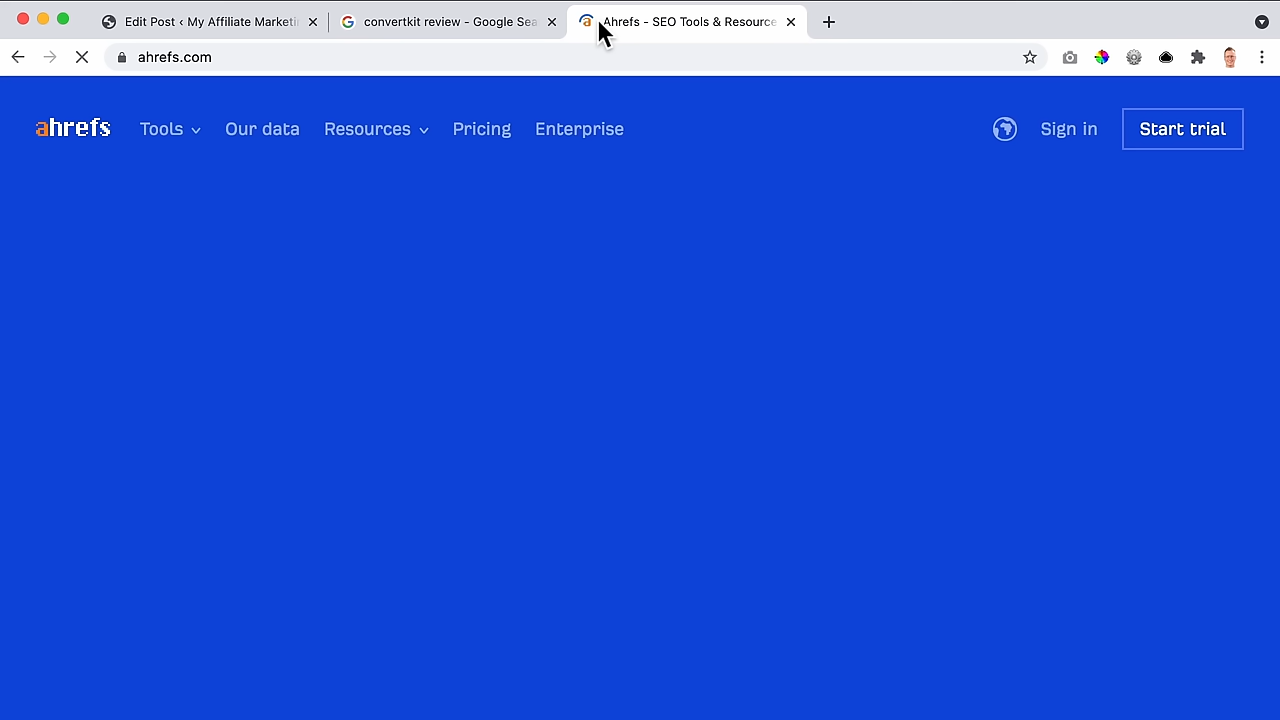 Edit Post ‹ My Affiliate Marketi
convertkit review - Google Sea
Ahrefs - SEO Tools & Resource
ahrefs.com
ahrefs Tools Our data Resources Pricing Enterprise Sign in Start trial